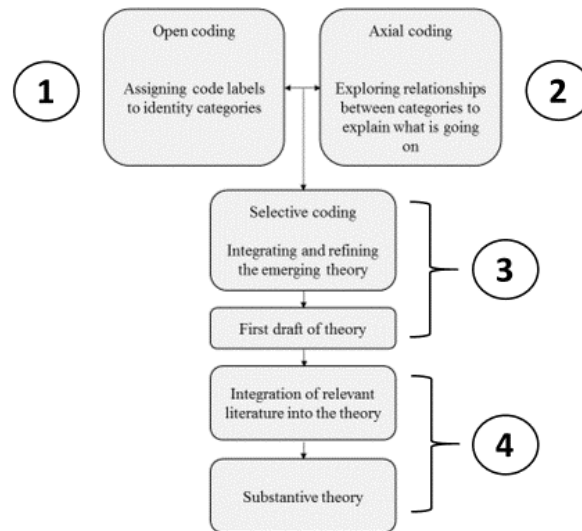 1
Open coding
Assigning code labels
to identity categories
Axial coding
Exploring relationships
between categories to
explain what is going
on
2
Selective coding
Integrating and refining
the emerging theory
First draft of theory
3
Integration of relevant
literature into the theory
Substantive theory
4